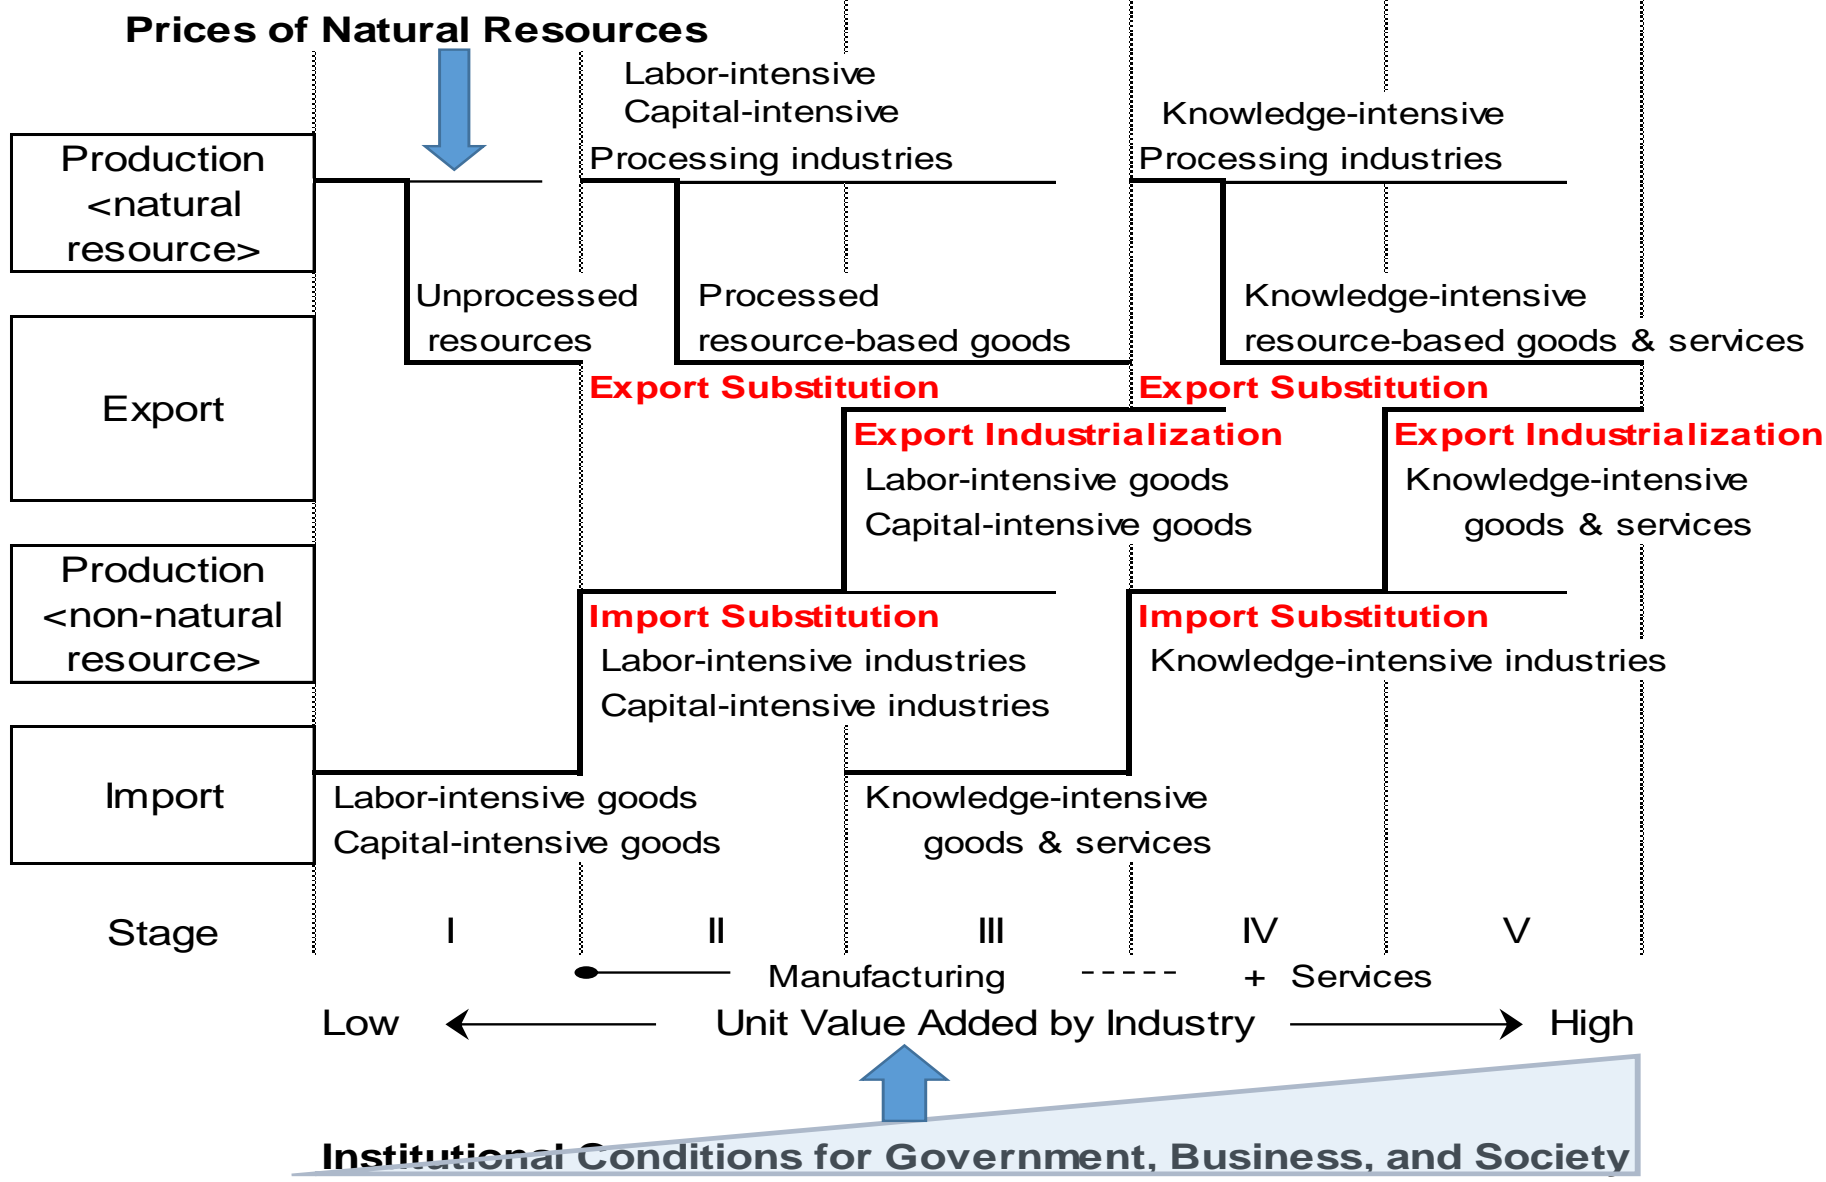 Prices of Natural Resources
Labor-intensive
Capital-intensive
Processing industries
Knowledge-intensive
Processing industries
Production
<natural
resource>
Unprocessed
resources
Processed
resource-based goods
Knowledge-intensive
resource-based goods & services
Export
Export Substitution
Export Substitution
Export Industrialization
Labor-intensive goods
Capital-intensive goods
Export Industrialization
Knowledge-intensive
goods & services
Production
<non-natural
resource>
Import Substitution
Labor-intensive industries
Capital-intensive industries
Import Substitution
Knowledge-intensive industries
Import
Labor-intensive goods
Capital-intensive goods
Knowledge-intensive
goods & services
Stage I II III IV V
Manufacturing + Services
Low Unit Value Added by Industry High
Institutional Conditions for Government, Business, and Society